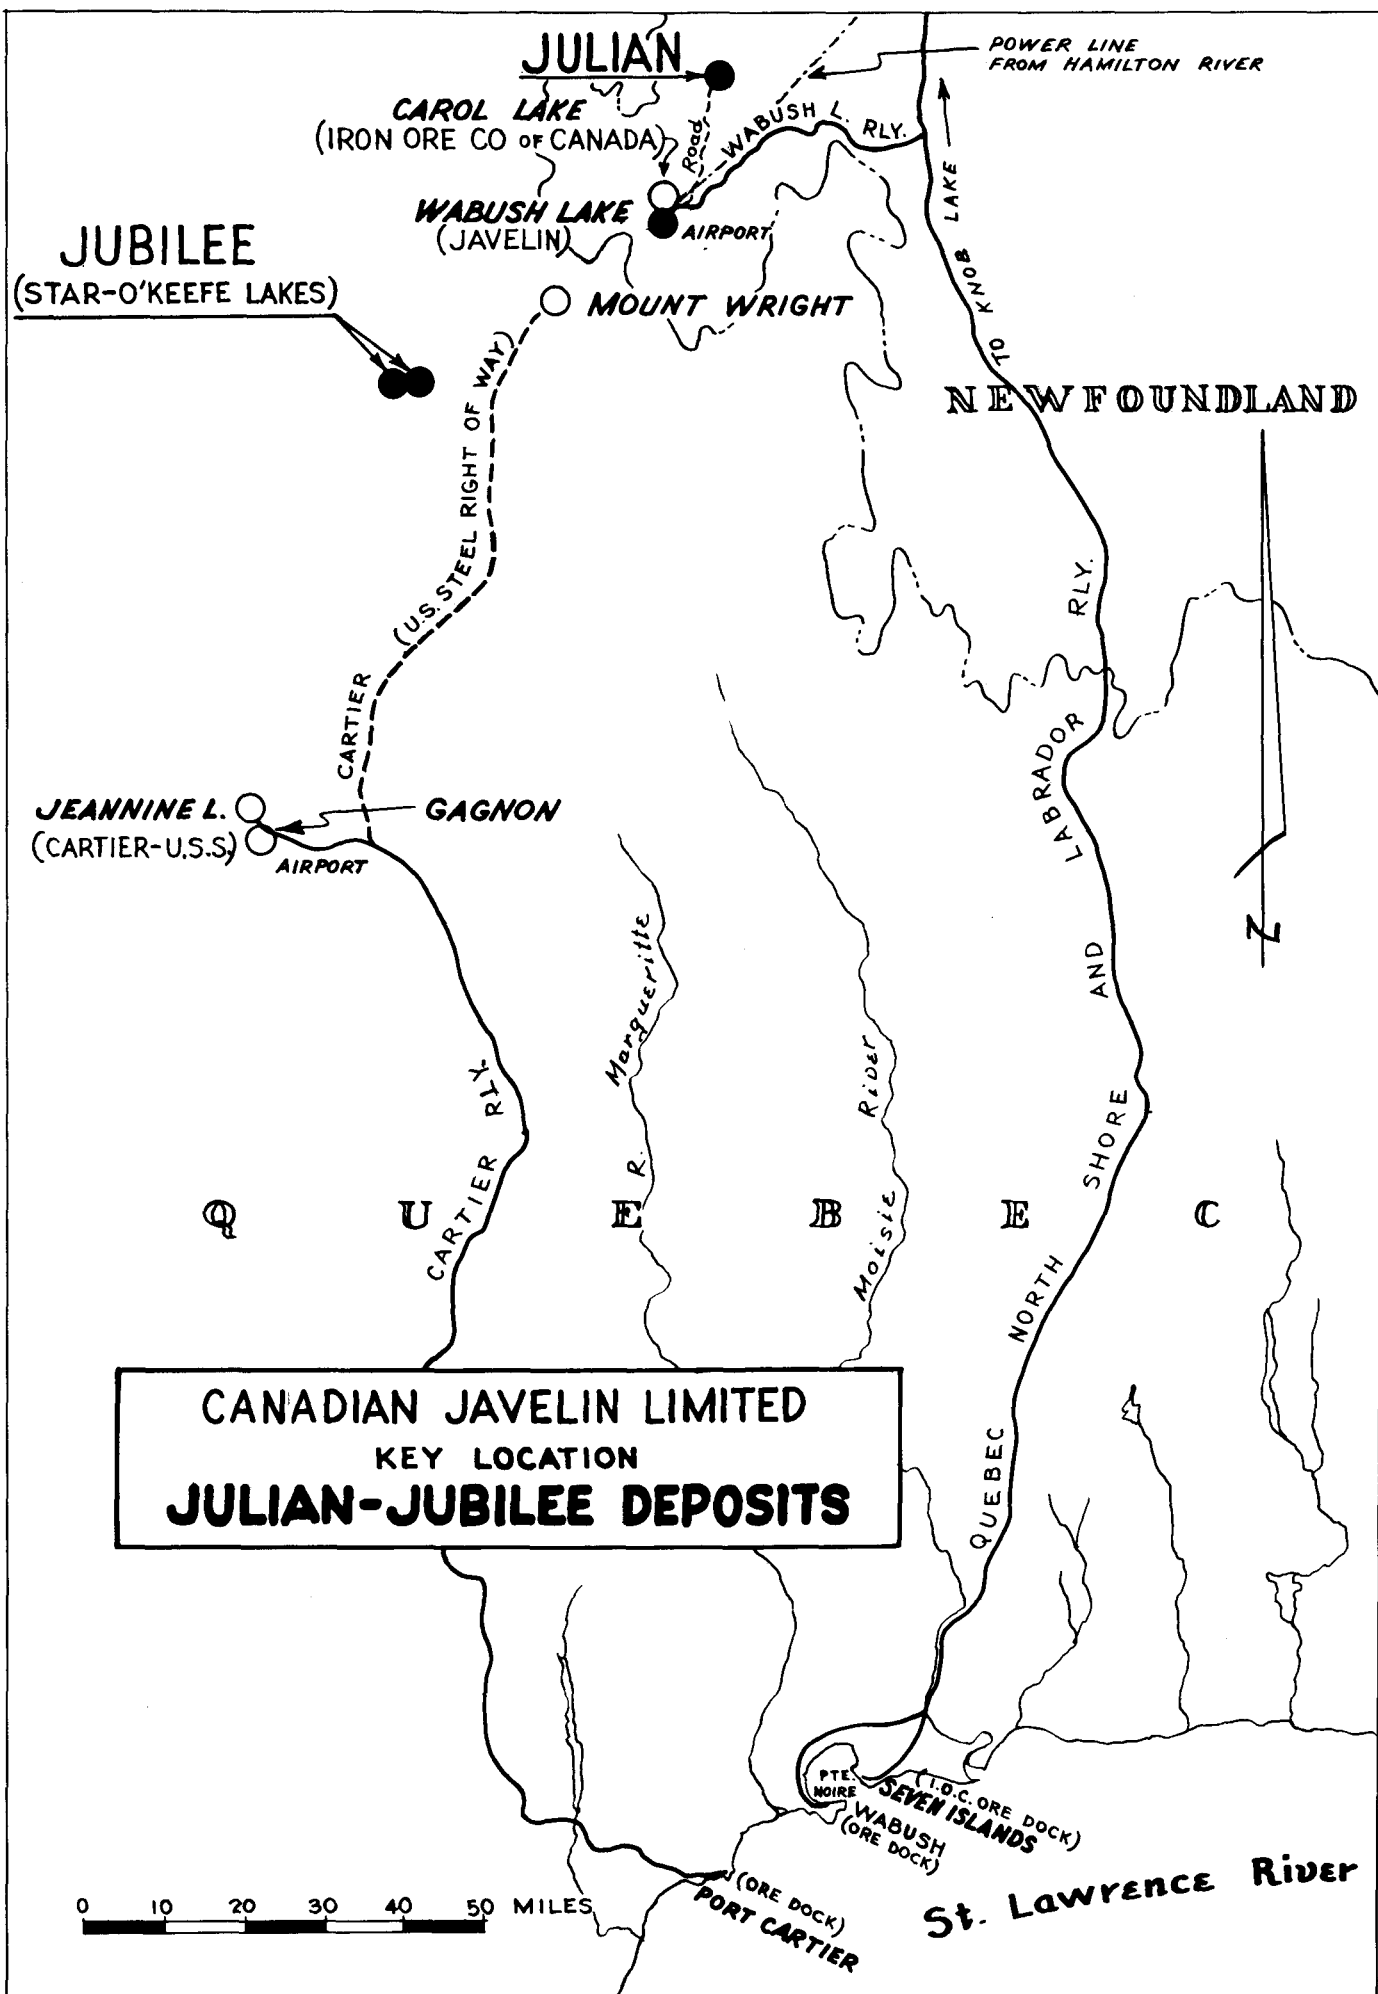 JULIAN
POWER LINE
FROM HAMILTON RIVER
CAROL LAKE
(IRON ORE CO OF CANADA)
Road
WABUSH L. RLY.
TO KNOB LAKE
WABUSH LAKE
(JAVELIN)
AIRPORT
JUBILEE
(STAR-O'KEEFE LAKES)
MOUNT WRIGHT
NEWFOUNDLAND
CARTIER (U.S. STEEL RIGHT OF WAY)
JEANNINE L.
(CARTIER-U.S.S.)
GAGNON
AIRPORT
QUEBEC NORTH SHORE AND LABRADOR RLY.
N
Margueritte R.
Moisie River
CARTIER RLY.
QUEBEC
CANADIAN JAVELIN LIMITED
KEY LOCATION
JULIAN-JUBILEE DEPOSITS
PTE.
NOIRE
(I.O.C. ORE DOCK)
SEVEN ISLANDS
WABUSH
(ORE DOCK)
(ORE DOCK)
PORT CARTIER
St. Lawrence River
0 10 20 30 40 50 MILES